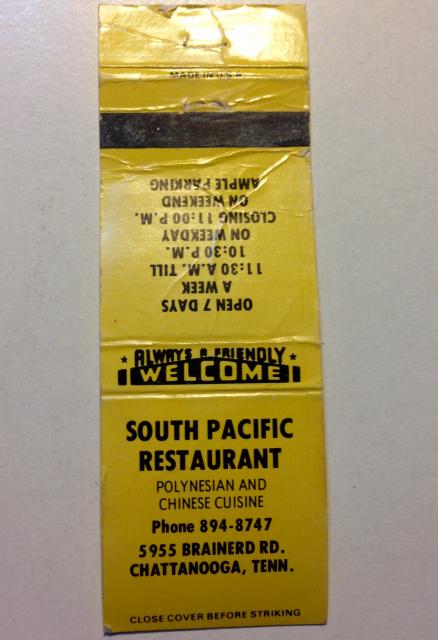 MADE IN U.S.A.
OPEN 7 DAYS
A WEEK
11:30 A.M. TILL
10:30 P.M.
ON WEEKDAY
CLOSING 11:00 P.M.
ON WEEKEND
AMPLE PARKING
ALWAYS A FRIENDLY
WELCOME
SOUTH PACIFIC
RESTAURANT
POLYNESIAN AND
CHINESE CUISINE
Phone 894-8747
5955 BRAINERD RD.
CHATTANOOGA, TENN.
CLOSE COVER BEFORE STRIKING